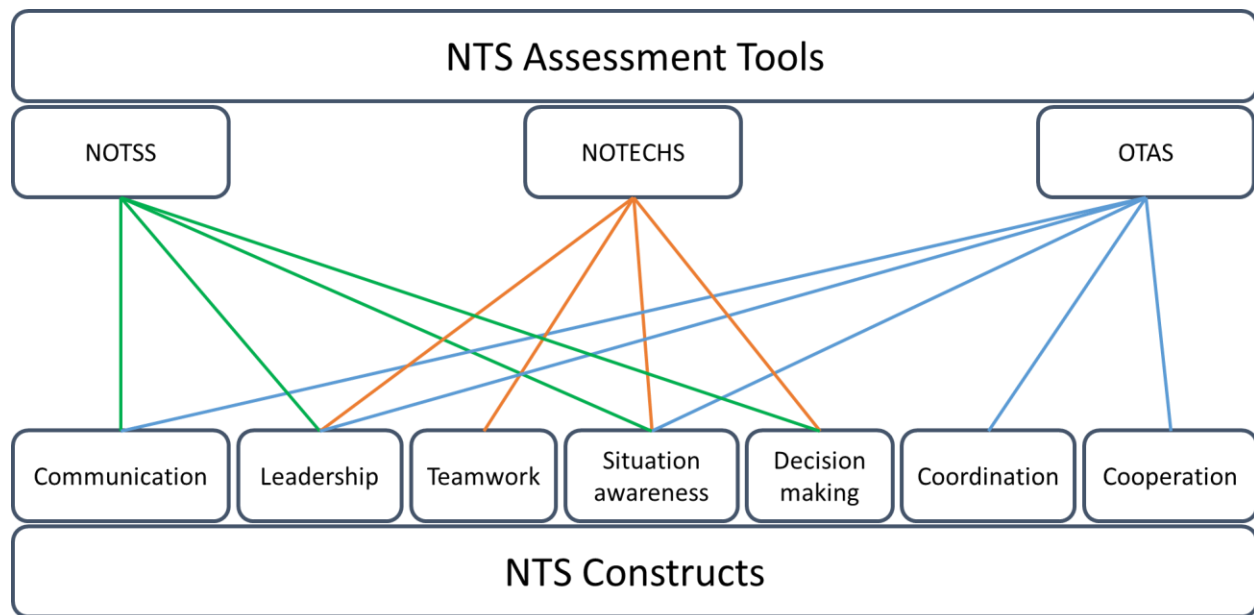 NTS Assessment Tools
NOTSS
NOTECHS
OTAS
Communication
Leadership
Teamwork
Situation
awareness
Decision
making
Coordination
Cooperation
NTS Constructs